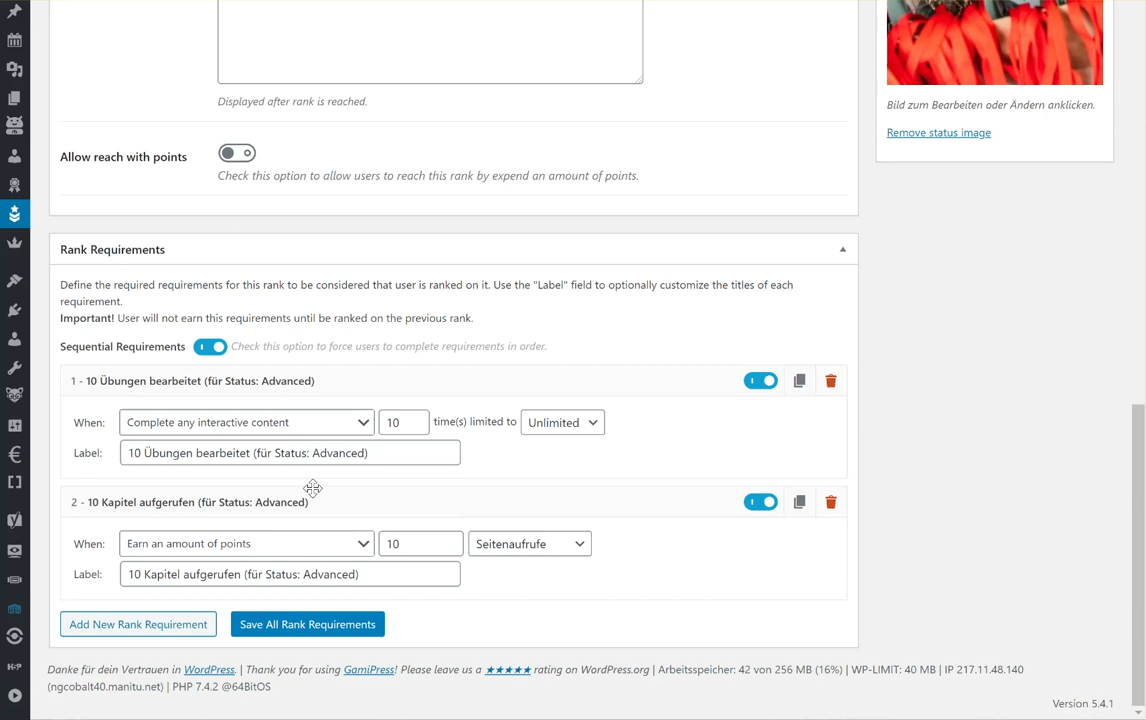 Displayed after rank is reached.
Bild zum Bearbeiten oder Ändern anklicken.
Remove status image
Allow reach with points
Check this option to allow users to reach this rank by expend an amount of points.
Rank Requirements
Define the required requirements for this rank to be considered that user is ranked on it. Use the "Label" field to optionally customize the titles of each
requirement.
Important! User will not earn this requirements until be ranked on the previous rank.
Sequential Requirements Check this option to force users to complete requirements in order.
1 - 10 Übungen bearbeitet (für Status: Advanced)
When: Complete any interactive content 10 time(s) limited to Unlimited
Label: 10 Übungen bearbeitet (für Status: Advanced)
2 - 10 Kapitel aufgerufen (für Status: Advanced)
When: Earn an amount of points 10 Seitenaufrufe
Label: 10 Kapitel aufgerufen (für Status: Advanced)
Add New Rank Requirement Save All Rank Requirements
Danke für dein Vertrauen in WordPress. | Thank you for using GamiPress! Please leave us a ★★★★★ rating on WordPress.org | Arbeitsspeicher: 42 von 256 MB (16%) | WP-LIMIT: 40 MB | IP 217.11.48.140
(ngcobalt40.manitu.net) | PHP 7.4.2 @64BitOS
H-P
Version 5.4.1